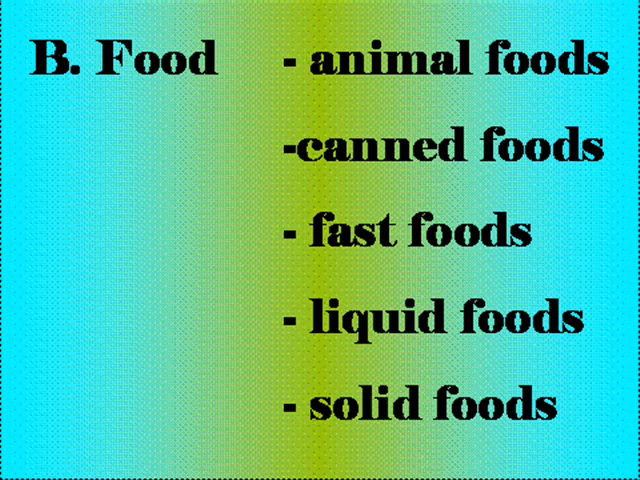 B. Food - animal foods
-canned foods
- fast foods
- liquid foods
- solid foods